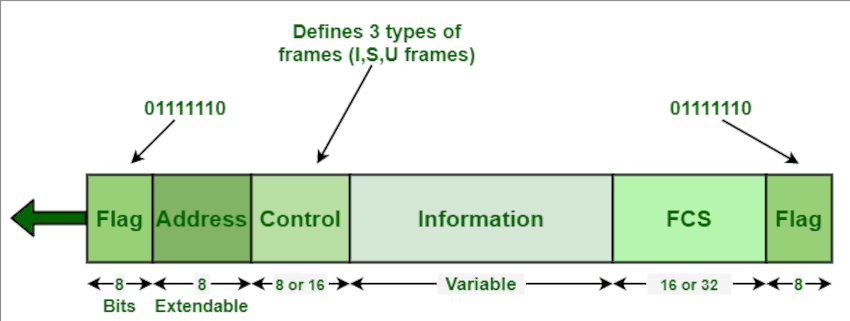 Defines 3 types of
frames (I,S,U frames)
01111110
01111110
Flag
Address
Control
Information
FCS
Flag
8
Bits
8
Extendable
8 or 16
Variable
16 or 32
8